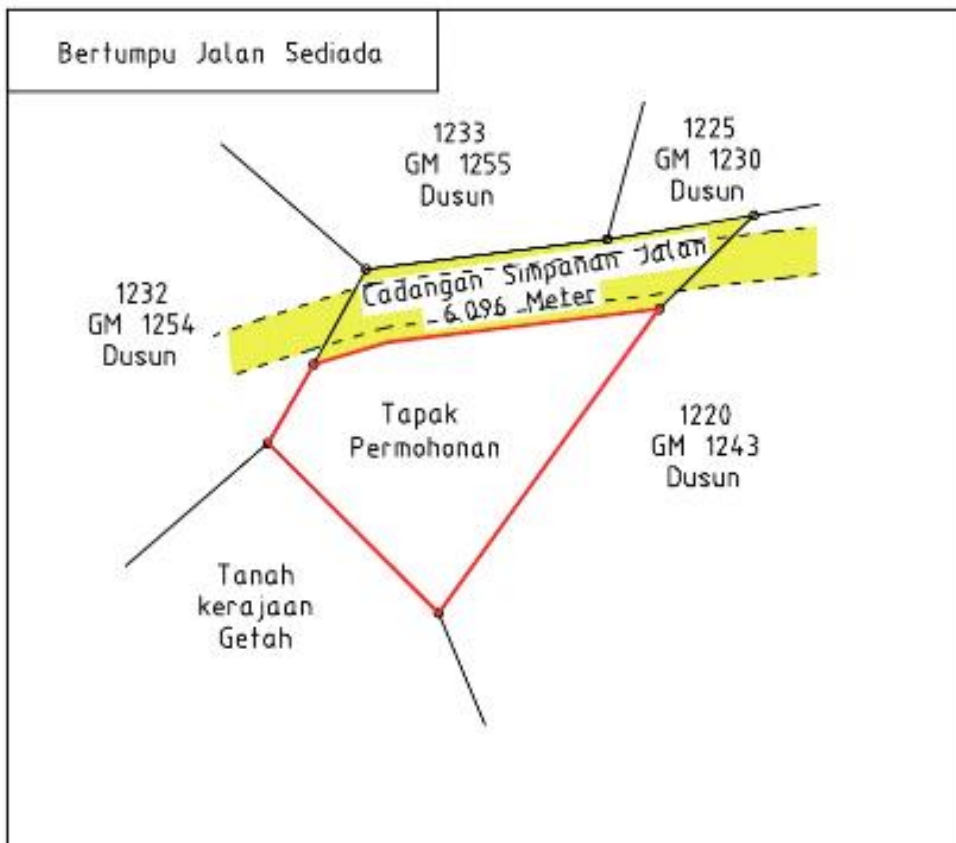 Bertumpu Jalan Sediada
1233
GM 1255
Dusun
1225
GM 1230
Dusun
1232
GM 1254
Dusun
Cadangan Simpanan Jalan
6.096 Meter
Tapak
Permohonan
1220
GM 1243
Dusun
Tanah
kerajaan
Getah